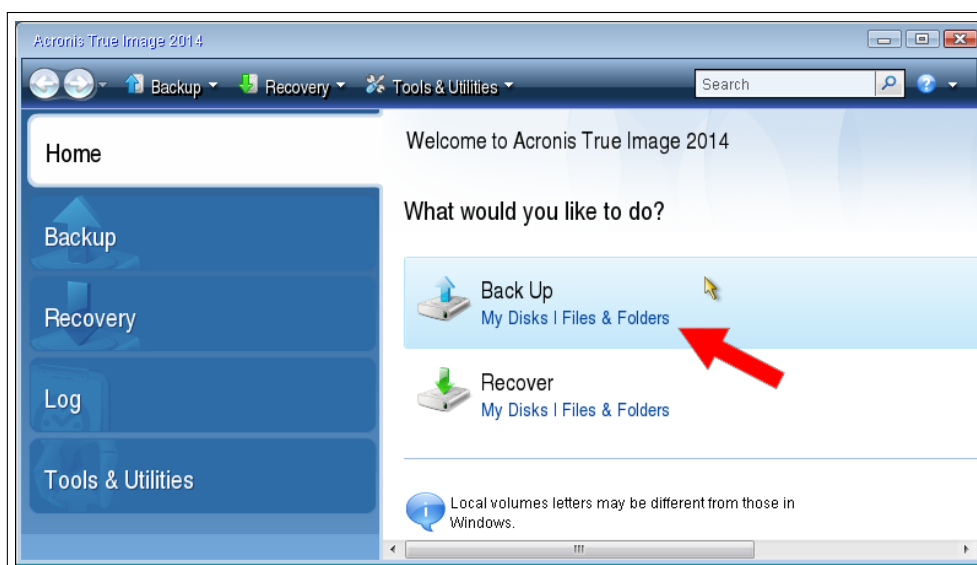 Acronis True Image 2014
Backup Recovery Tools & Utilities Search
Home
Backup
Recovery
Log
Tools & Utilities
Welcome to Acronis True Image 2014
What would you like to do?
Back Up
My Disks | Files & Folders
Recover
My Disks | Files & Folders
Local volumes letters may be different from those in
Windows.